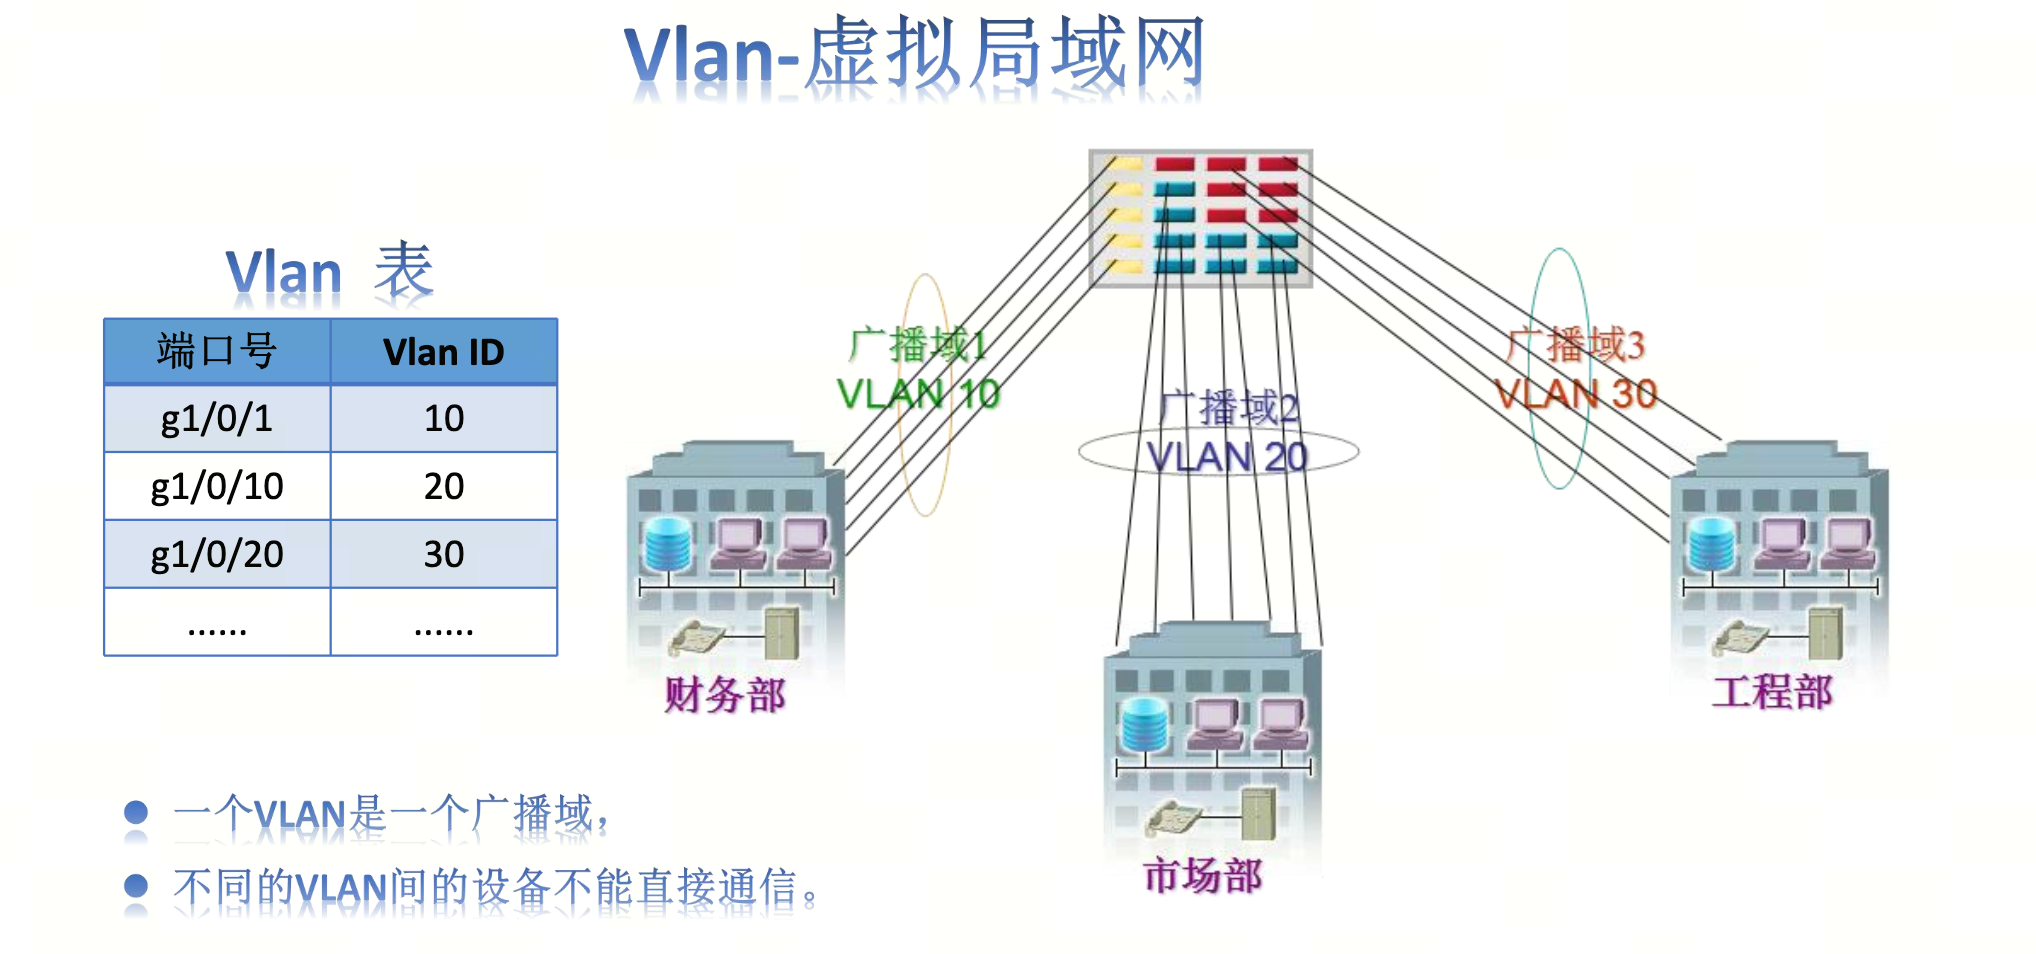 Vlan-虚拟局域网
Vlan 表
端口号 Vlan ID
g1/0/1 10
g1/0/10 20
g1/0/20 30
...... ......
广播域1
VLAN 10
广播域2
VLAN 20
广播域3
VLAN 30
财务部
市场部
工程部
一个VLAN是一个广播域，
不同的VLAN间的设备不能直接通信。